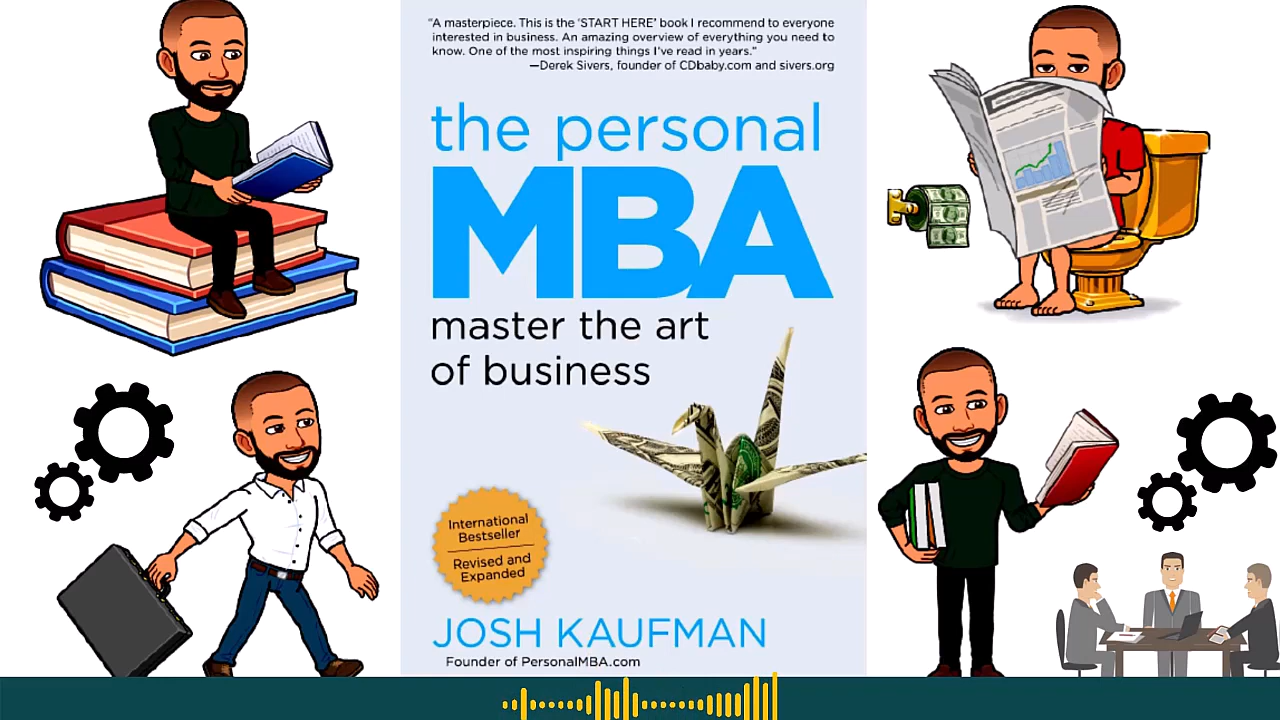 “A masterpiece. This is the ‘START HERE’ book I recommend to everyone
interested in business. An amazing overview of everything you need to
know. One of the most inspiring things I’ve read in years.”
—Derek Sivers, founder of CDbaby.com and sivers.org
the personal
MBA
master the art
of business
International
Bestseller
Revised and
Expanded
JOSH KAUFMAN
Founder of PersonalMBA.com